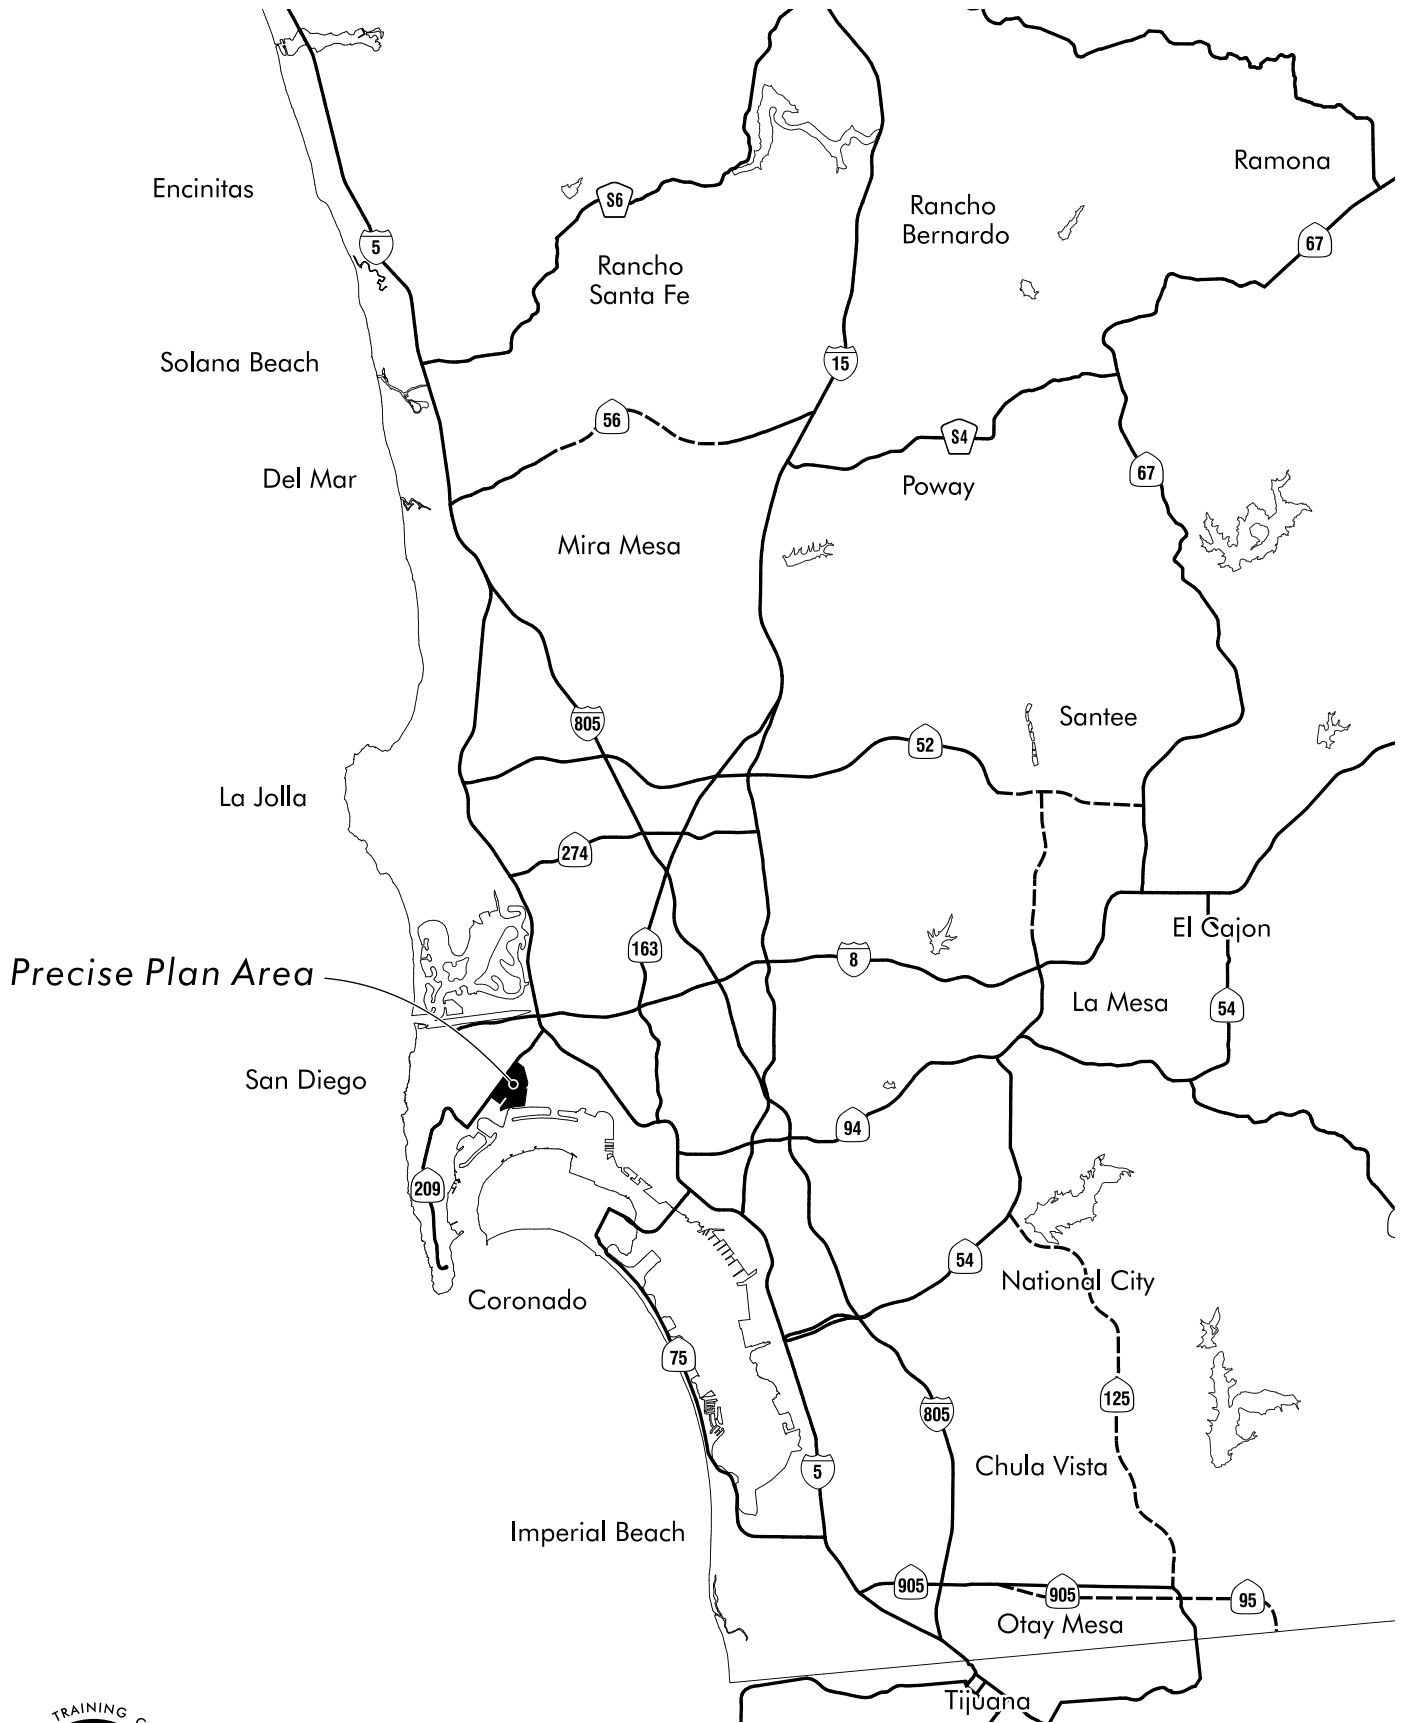 Ramona
Encinitas
S6
Rancho
Bernardo
67
5
Rancho
Santa Fe
Solana Beach
15
56
S4
67
Del Mar
Poway
Mira Mesa
Santee
805
52
La Jolla
274
El Cajon
163
8
Precise Plan Area
La Mesa
54
San Diego
94
209
54
National City
Coronado
75
125
805
Chula Vista
5
Imperial Beach
905
905
95
Otay Mesa
Tijuana
TRAINING